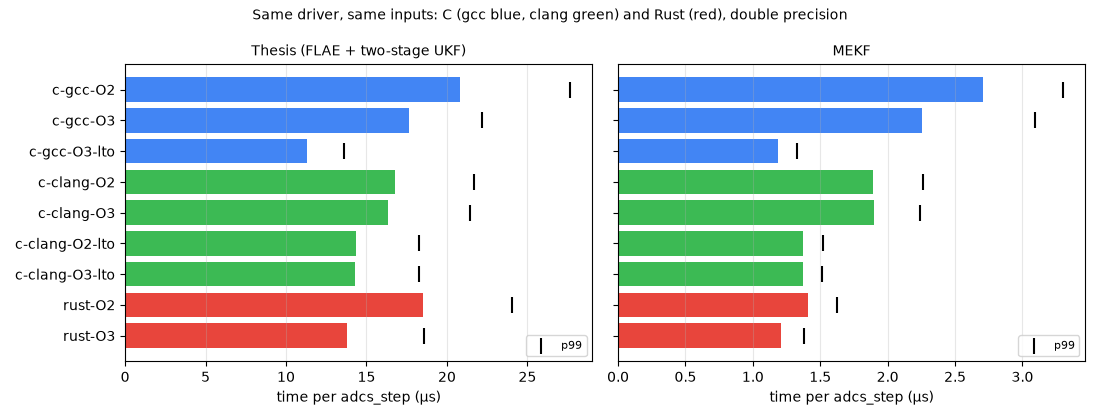 Same driver, same inputs: C (gcc blue, clang green) and Rust (red), double precision
Thesis (FLAE + two-stage UKF)
c-gcc-O2
c-gcc-O3
c-gcc-O3-lto
c-clang-O2
c-clang-O3
c-clang-O2-lto
c-clang-O3-lto
rust-O2
rust-O3
p99
0 5 10 15 20 25
time per adcs_step (µs)
MEKF
p99
0.0 0.5 1.0 1.5 2.0 2.5 3.0
time per adcs_step (µs)